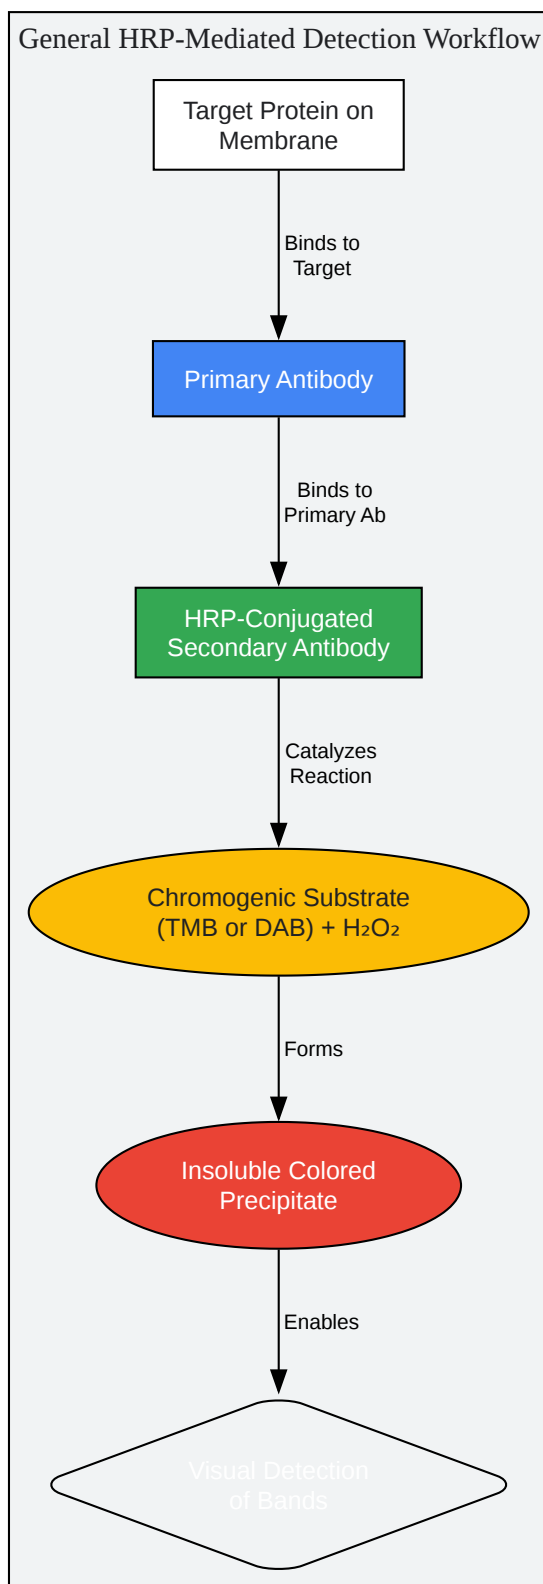 General HRP-Mediated Detection Workflow
Target Protein on
Membrane
Binds to
Target
Primary Antibody
Binds to
Primary Ab
HRP-Conjugated
Secondary Antibody
Catalyzes
Reaction
Chromogenic Substrate
(TMB or DAB) + H₂O₂
Forms
Insoluble Colored
Precipitate
Enables
Visual Detection
of Bands